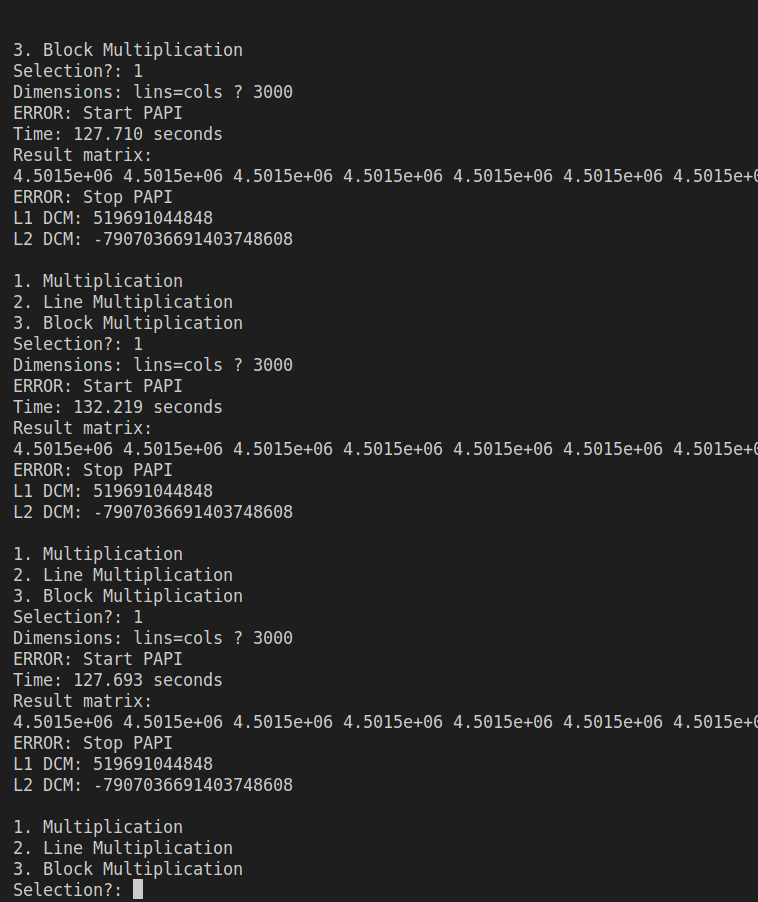 3. Block Multiplication
Selection?: 1
Dimensions: lins=cols ? 3000
ERROR: Start PAPI
Time: 127.710 seconds
Result matrix:
4.5015e+06 4.5015e+06 4.5015e+06 4.5015e+06 4.5015e+06 4.5015e+06 4.5015e+0
ERROR: Stop PAPI
L1 DCM: 519691044848
L2 DCM: -7907036691403748608
1. Multiplication
2. Line Multiplication
3. Block Multiplication
Selection?: 1
Dimensions: lins=cols ? 3000
ERROR: Start PAPI
Time: 132.219 seconds
Result matrix:
4.5015e+06 4.5015e+06 4.5015e+06 4.5015e+06 4.5015e+06 4.5015e+06 4.5015e+0
ERROR: Stop PAPI
L1 DCM: 519691044848
L2 DCM: -7907036691403748608
1. Multiplication
2. Line Multiplication
3. Block Multiplication
Selection?: 1
Dimensions: lins=cols ? 3000
ERROR: Start PAPI
Time: 127.693 seconds
Result matrix:
4.5015e+06 4.5015e+06 4.5015e+06 4.5015e+06 4.5015e+06 4.5015e+06 4.5015e+0
ERROR: Stop PAPI
L1 DCM: 519691044848
L2 DCM: -7907036691403748608
1. Multiplication
2. Line Multiplication
3. Block Multiplication
Selection?: